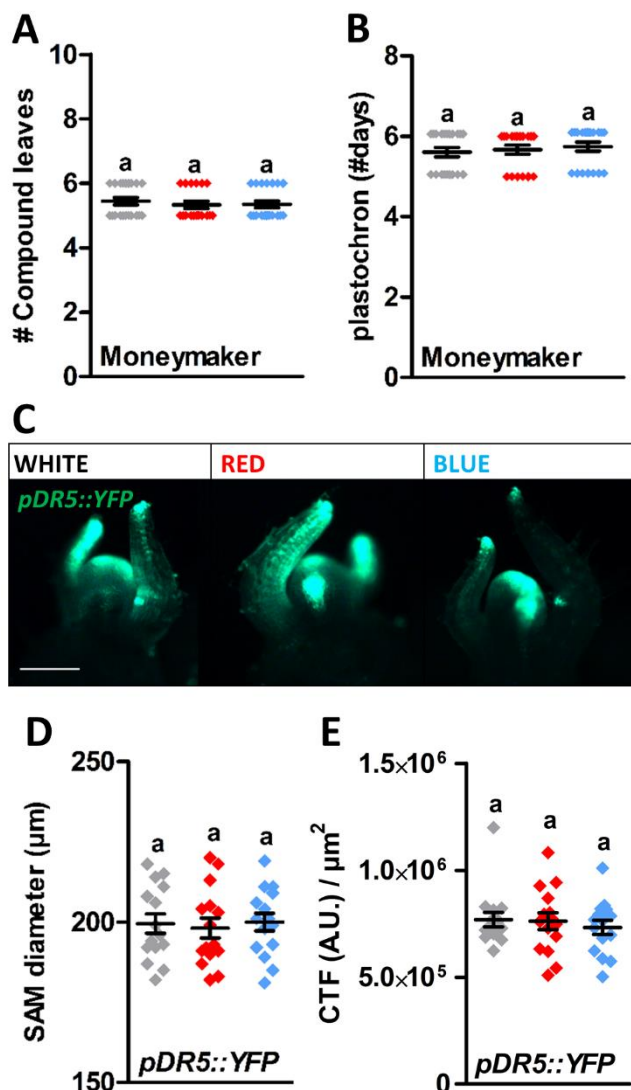 A
# Compound leaves
10
8
6
4
2
0
a a a
Moneymaker
B
plastochron (#days)
8
6
4
2
0
a a a
Moneymaker
C
WHITE RED BLUE
pDR5::YFP
D
SAM diameter (µm)
250
200
150
a a a
pDR5::YFP
E
CTF (A.U.) / µm²
1.5×10⁶
1.0×10⁶
5.0×10⁵
0
a a a
pDR5::YFP